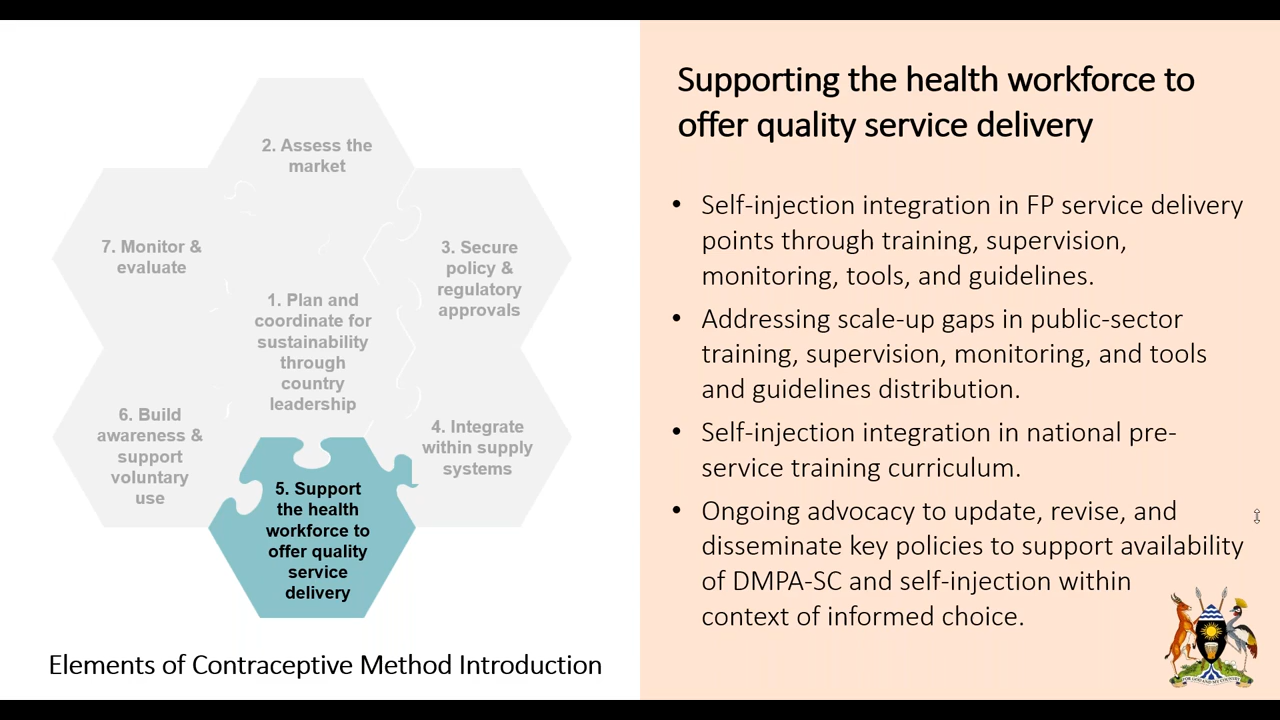 2. Assess the
market
7. Monitor &
evaluate
3. Secure
policy &
regulatory
approvals
1. Plan and
coordinate for
sustainability
through
country
leadership
6. Build
awareness &
support
voluntary
use
4. Integrate
within supply
systems
5. Support
the health
workforce to
offer quality
service
delivery
Elements of Contraceptive Method Introduction
Supporting the health workforce to
offer quality service delivery
• Self-injection integration in FP service delivery
points through training, supervision,
monitoring, tools, and guidelines.
• Addressing scale-up gaps in public-sector
training, supervision, monitoring, and tools
and guidelines distribution.
• Self-injection integration in national pre-
service training curriculum.
• Ongoing advocacy to update, revise, and
disseminate key policies to support availability
of DMPA-SC and self-injection within
context of informed choice.
FOR GOD AND MY COUNTRY